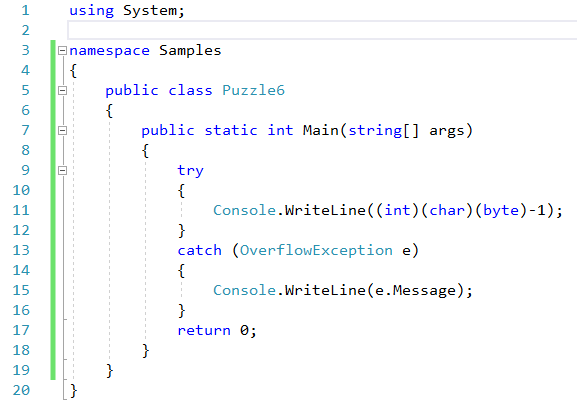 1 using System;
2
3 namespace Samples
4 {
5 public class Puzzle6
6 {
7 public static int Main(string[] args)
8 {
9 try
10 {
11 Console.WriteLine((int)(char)(byte)-1);
12 }
13 catch (OverflowException e)
14 {
15 Console.WriteLine(e.Message);
16 }
17 return 0;
18 }
19 }
20 }